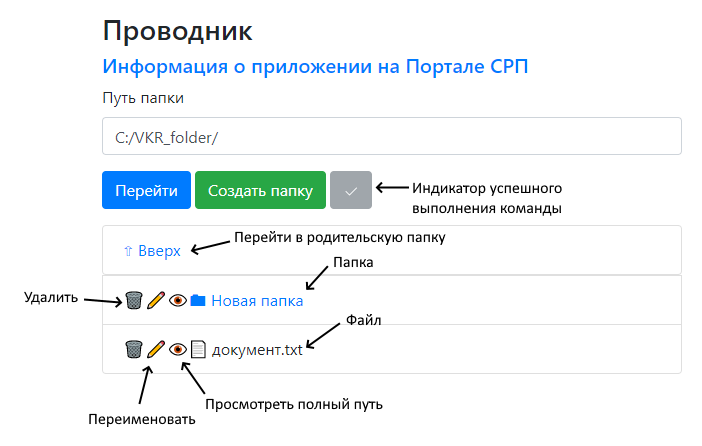 Проводник
Информация о приложении на Портале СРП
Путь папки
C:/VKR_folder/
Перейти Создать папку
Индикатор успешного
выполнения команды
⇧ Вверх
Перейти в родительскую папку
Папка
Удалить
Новая папка
Файл
документ.txt
Просмотреть полный путь
Переименовать